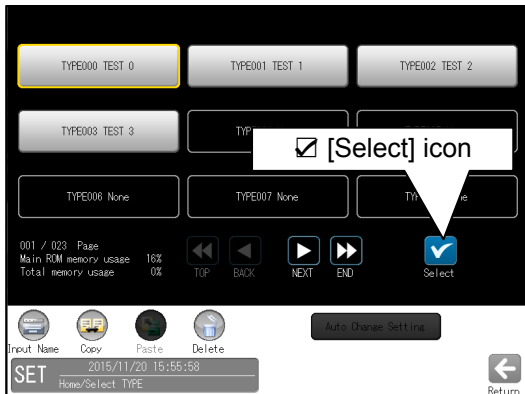 TYPE000 TEST 0
TYPE001 TEST 1
TYPE002 TEST 2
TYPE003 TEST 3
☑ [Select] icon
TYPE006 None
TYPE007 None
001 / 023 Page
Main ROM memory usage 16%
Total memory usage 0%
TOP
BACK
NEXT
END
Select
Input Name
Copy
Paste
Delete
Auto Change Setting
SET
2015/11/20 15:55:58
Home/Select TYPE
Return